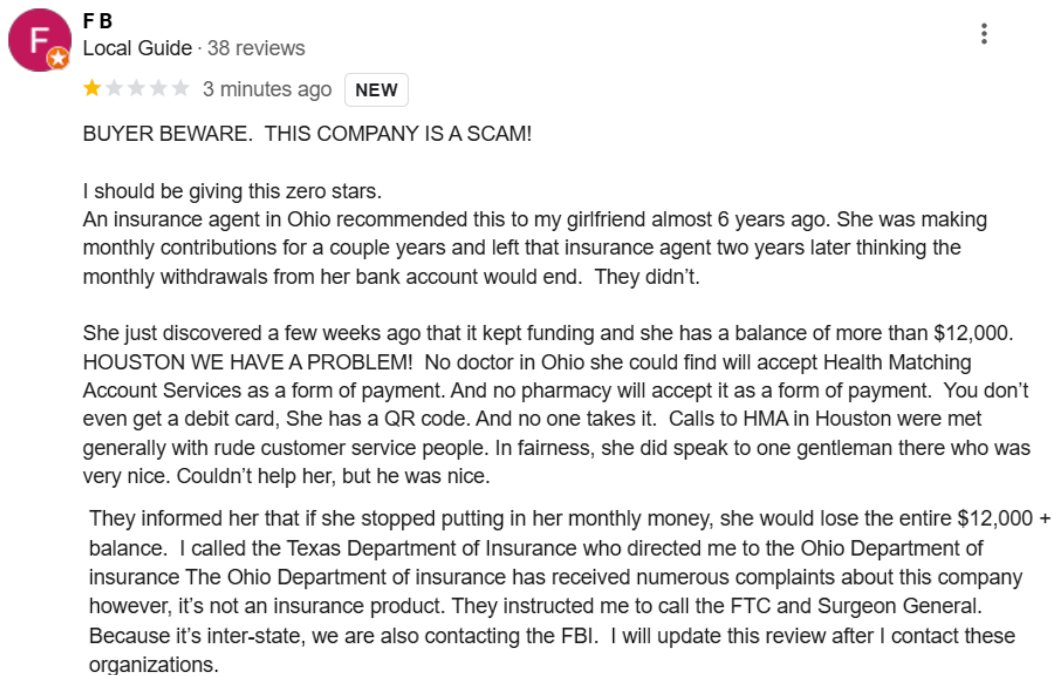 F
F B
Local Guide · 38 reviews
3 minutes ago NEW
BUYER BEWARE.  THIS COMPANY IS A SCAM!
I should be giving this zero stars.
An insurance agent in Ohio recommended this to my girlfriend almost 6 years ago. She was making
monthly contributions for a couple years and left that insurance agent two years later thinking the
monthly withdrawals from her bank account would end.  They didn’t.
She just discovered a few weeks ago that it kept funding and she has a balance of more than $12,000.
HOUSTON WE HAVE A PROBLEM!  No doctor in Ohio she could find will accept Health Matching
Account Services as a form of payment. And no pharmacy will accept it as a form of payment.  You don’t
even get a debit card, She has a QR code. And no one takes it.  Calls to HMA in Houston were met
generally with rude customer service people. In fairness, she did speak to one gentleman there who was
very nice. Couldn’t help her, but he was nice.
They informed her that if she stopped putting in her monthly money, she would lose the entire $12,000 +
balance.  I called the Texas Department of Insurance who directed me to the Ohio Department of
insurance The Ohio Department of insurance has received numerous complaints about this company
however, it’s not an insurance product. They instructed me to call the FTC and Surgeon General.
Because it’s inter-state, we are also contacting the FBI.  I will update this review after I contact these
organizations.